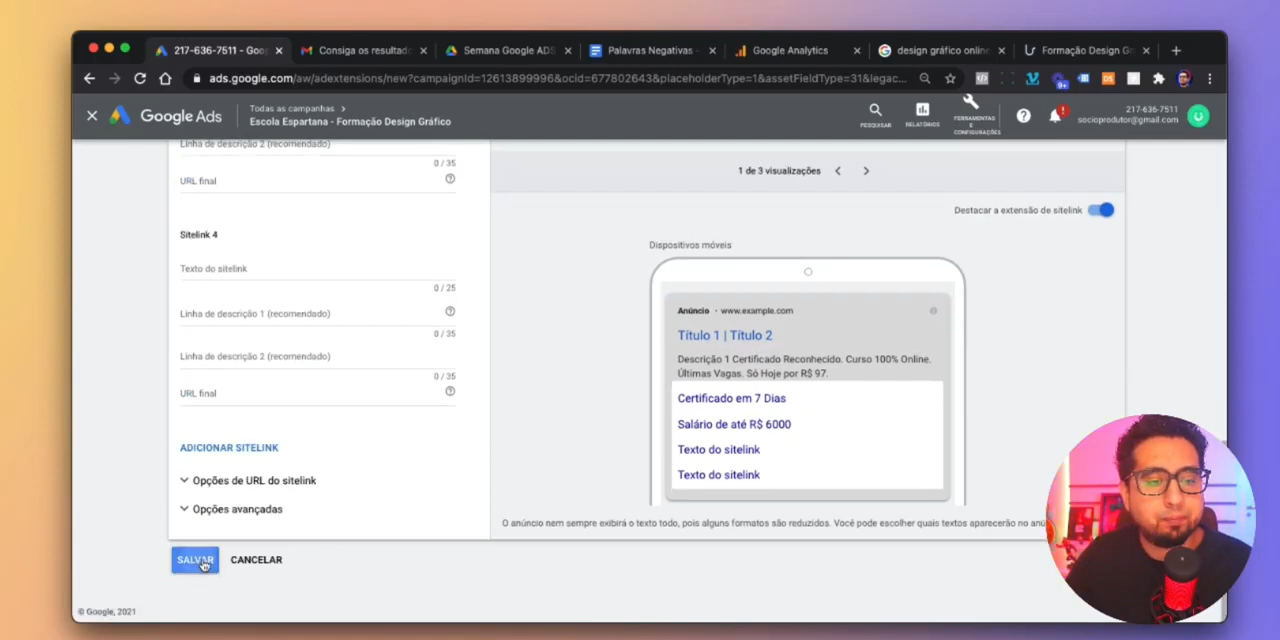 217-636-7511 - Goo
Consiga os resultado
Semana Google ADS
Palavras Negativas -
Google Analytics
design gráfico online
Formação Design Gr
ads.google.com/aw/adextensions/new?campaignId=12613899996&ocid=677802643&placeholderType=1&assetFieldType=31&legac...
Google Ads
Todas as campanhas
Escola Espartana - Formação Design Gráfico
PESQUISAR
RELATÓRIOS
FERRAMENTAS
E
CONFIGURAÇÕES
217-636-7511
socioprodutor@gmail.com
Linha de descrição 2 (recomendado)
0 / 35
URL final
Sitelink 4
Texto do sitelink
0 / 25
Linha de descrição 1 (recomendado)
0 / 35
Linha de descrição 2 (recomendado)
0 / 35
URL final
ADICIONAR SITELINK
Opções de URL do sitelink
Opções avançadas
SALVAR
CANCELAR
1 de 3 visualizações
Destacar a extensão de sitelink
Dispositivos móveis
Anúncio · www.example.com
Título 1 | Título 2
Descrição 1 Certificado Reconhecido. Curso 100% Online.
Últimas Vagas. Só Hoje por R$ 97.
Certificado em 7 Dias
Salário de até R$ 6000
Texto do sitelink
Texto do sitelink
O anúncio nem sempre exibirá o texto todo, pois alguns formatos são reduzidos. Você pode escolher quais textos aparecerão no anú
© Google, 2021